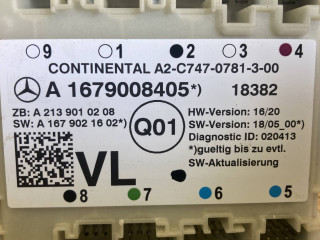 9 1 2 3 4
CONTINENTAL A2-C747-0781-3-00
A 1679008405*) 18382
ZB: A 213 901 02 08
SW: A 167 902 16 02*)
Q01
HW-Version: 16/20
SW-Version: 18/05_00*)
Diagnostic ID: 020413
*)gueltig bis zu evtl.
SW-Aktualisierung
VL
8 7 6 5